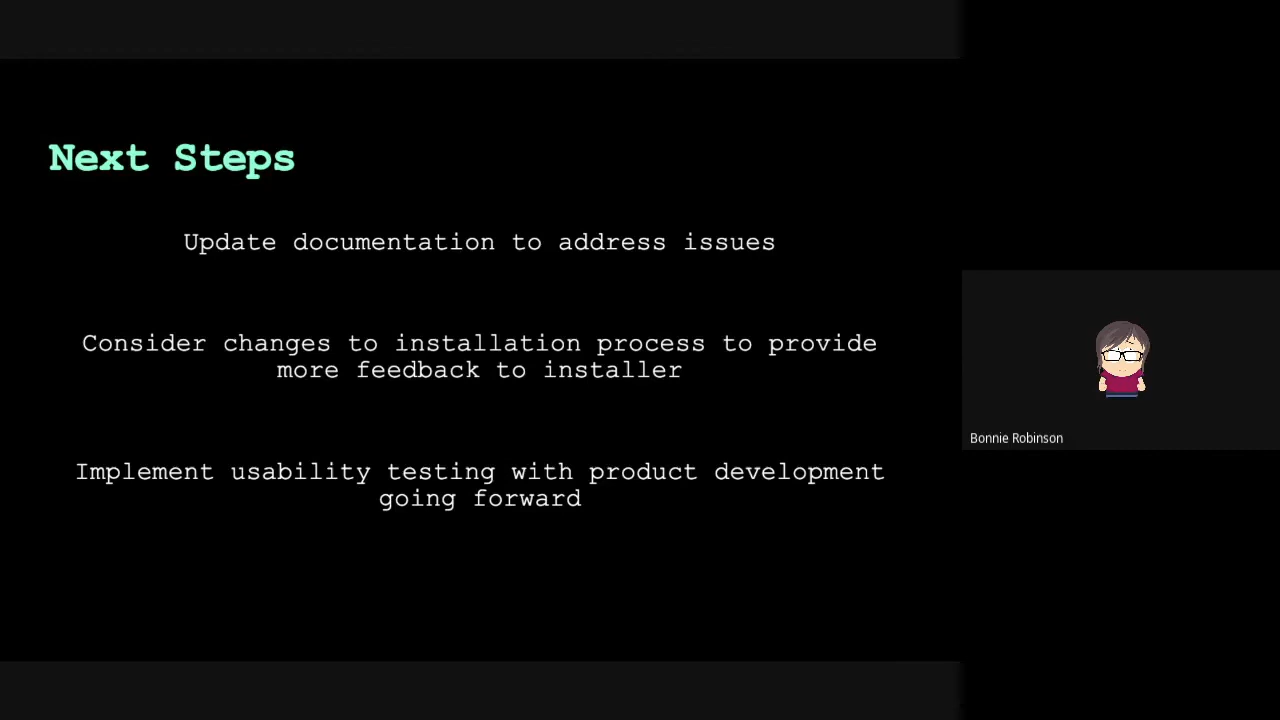 Next Steps
Update documentation to address issues
Consider changes to installation process to provide
more feedback to installer
Implement usability testing with product development
going forward
Bonnie Robinson